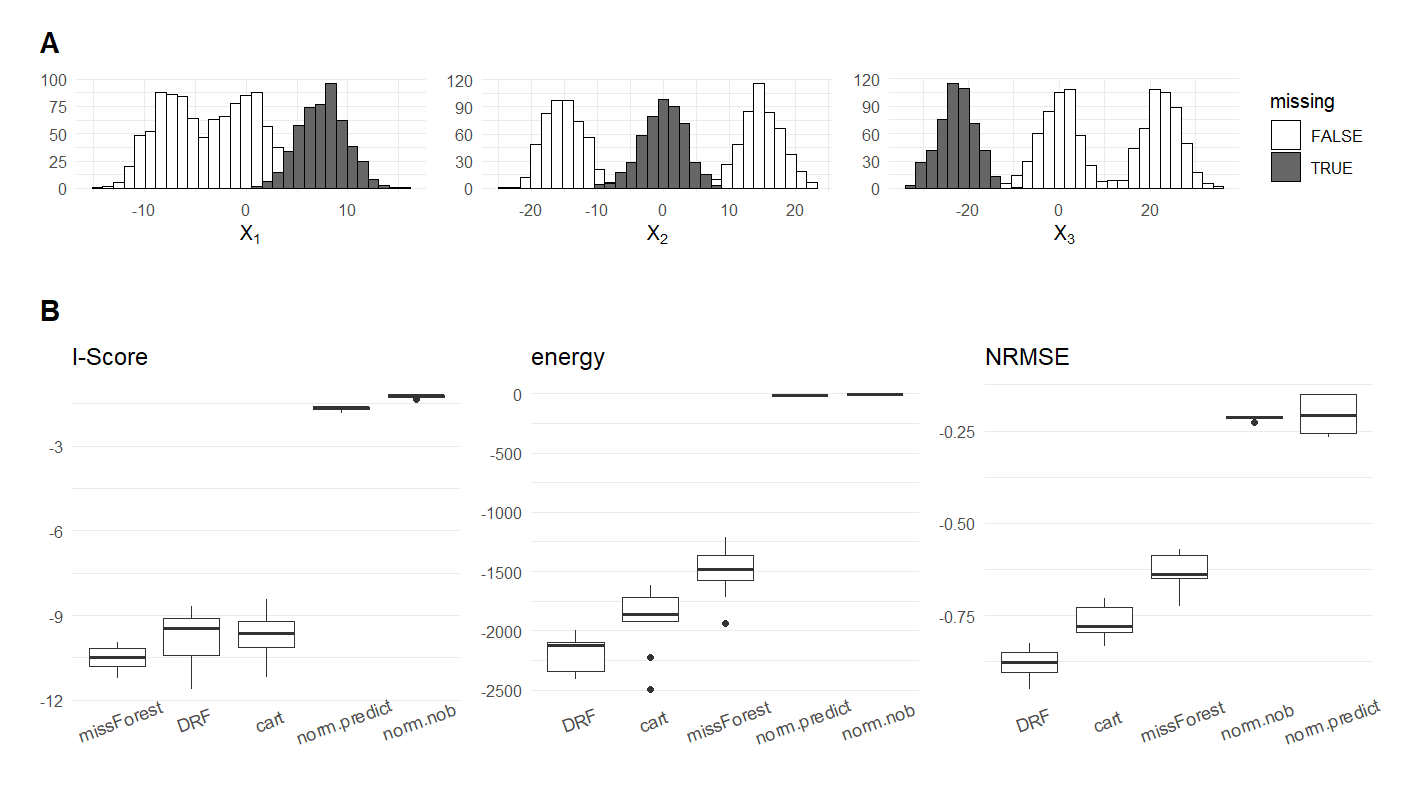 A
100
75
50
25
0
-10 0 10
X1
120
90
60
30
0
-20 -10 0 10 20
X2
120
90
60
30
0
-20 0 20
X3
missing
FALSE
TRUE
B
I-Score
-3
-6
-9
-12
missForest DRF cart norm.predict norm.nob
energy
0
-500
-1000
-1500
-2000
-2500
DRF cart missForest norm.predict norm.nob
NRMSE
-0.25
-0.50
-0.75
DRF cart missForest norm.nob norm.predict